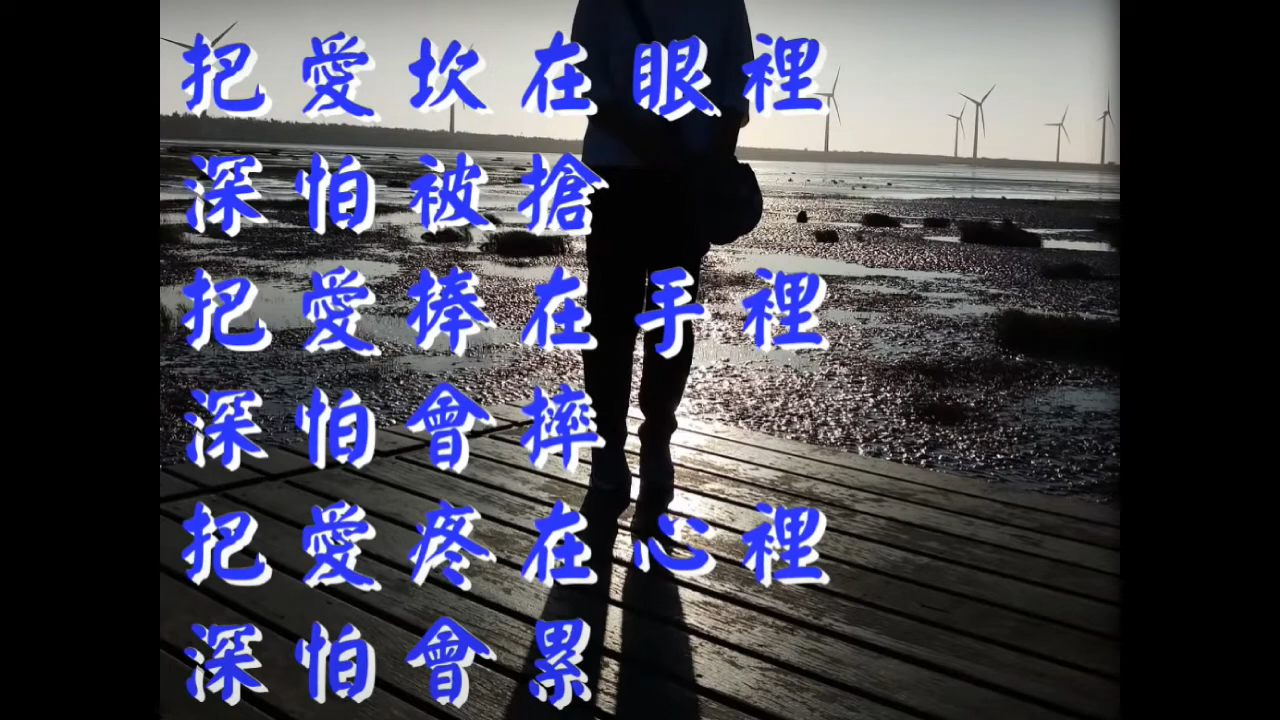 把愛坎在眼裡
深怕被搶
把愛捧在手裡
深怕會摔
把愛疼在心裡
深怕會累